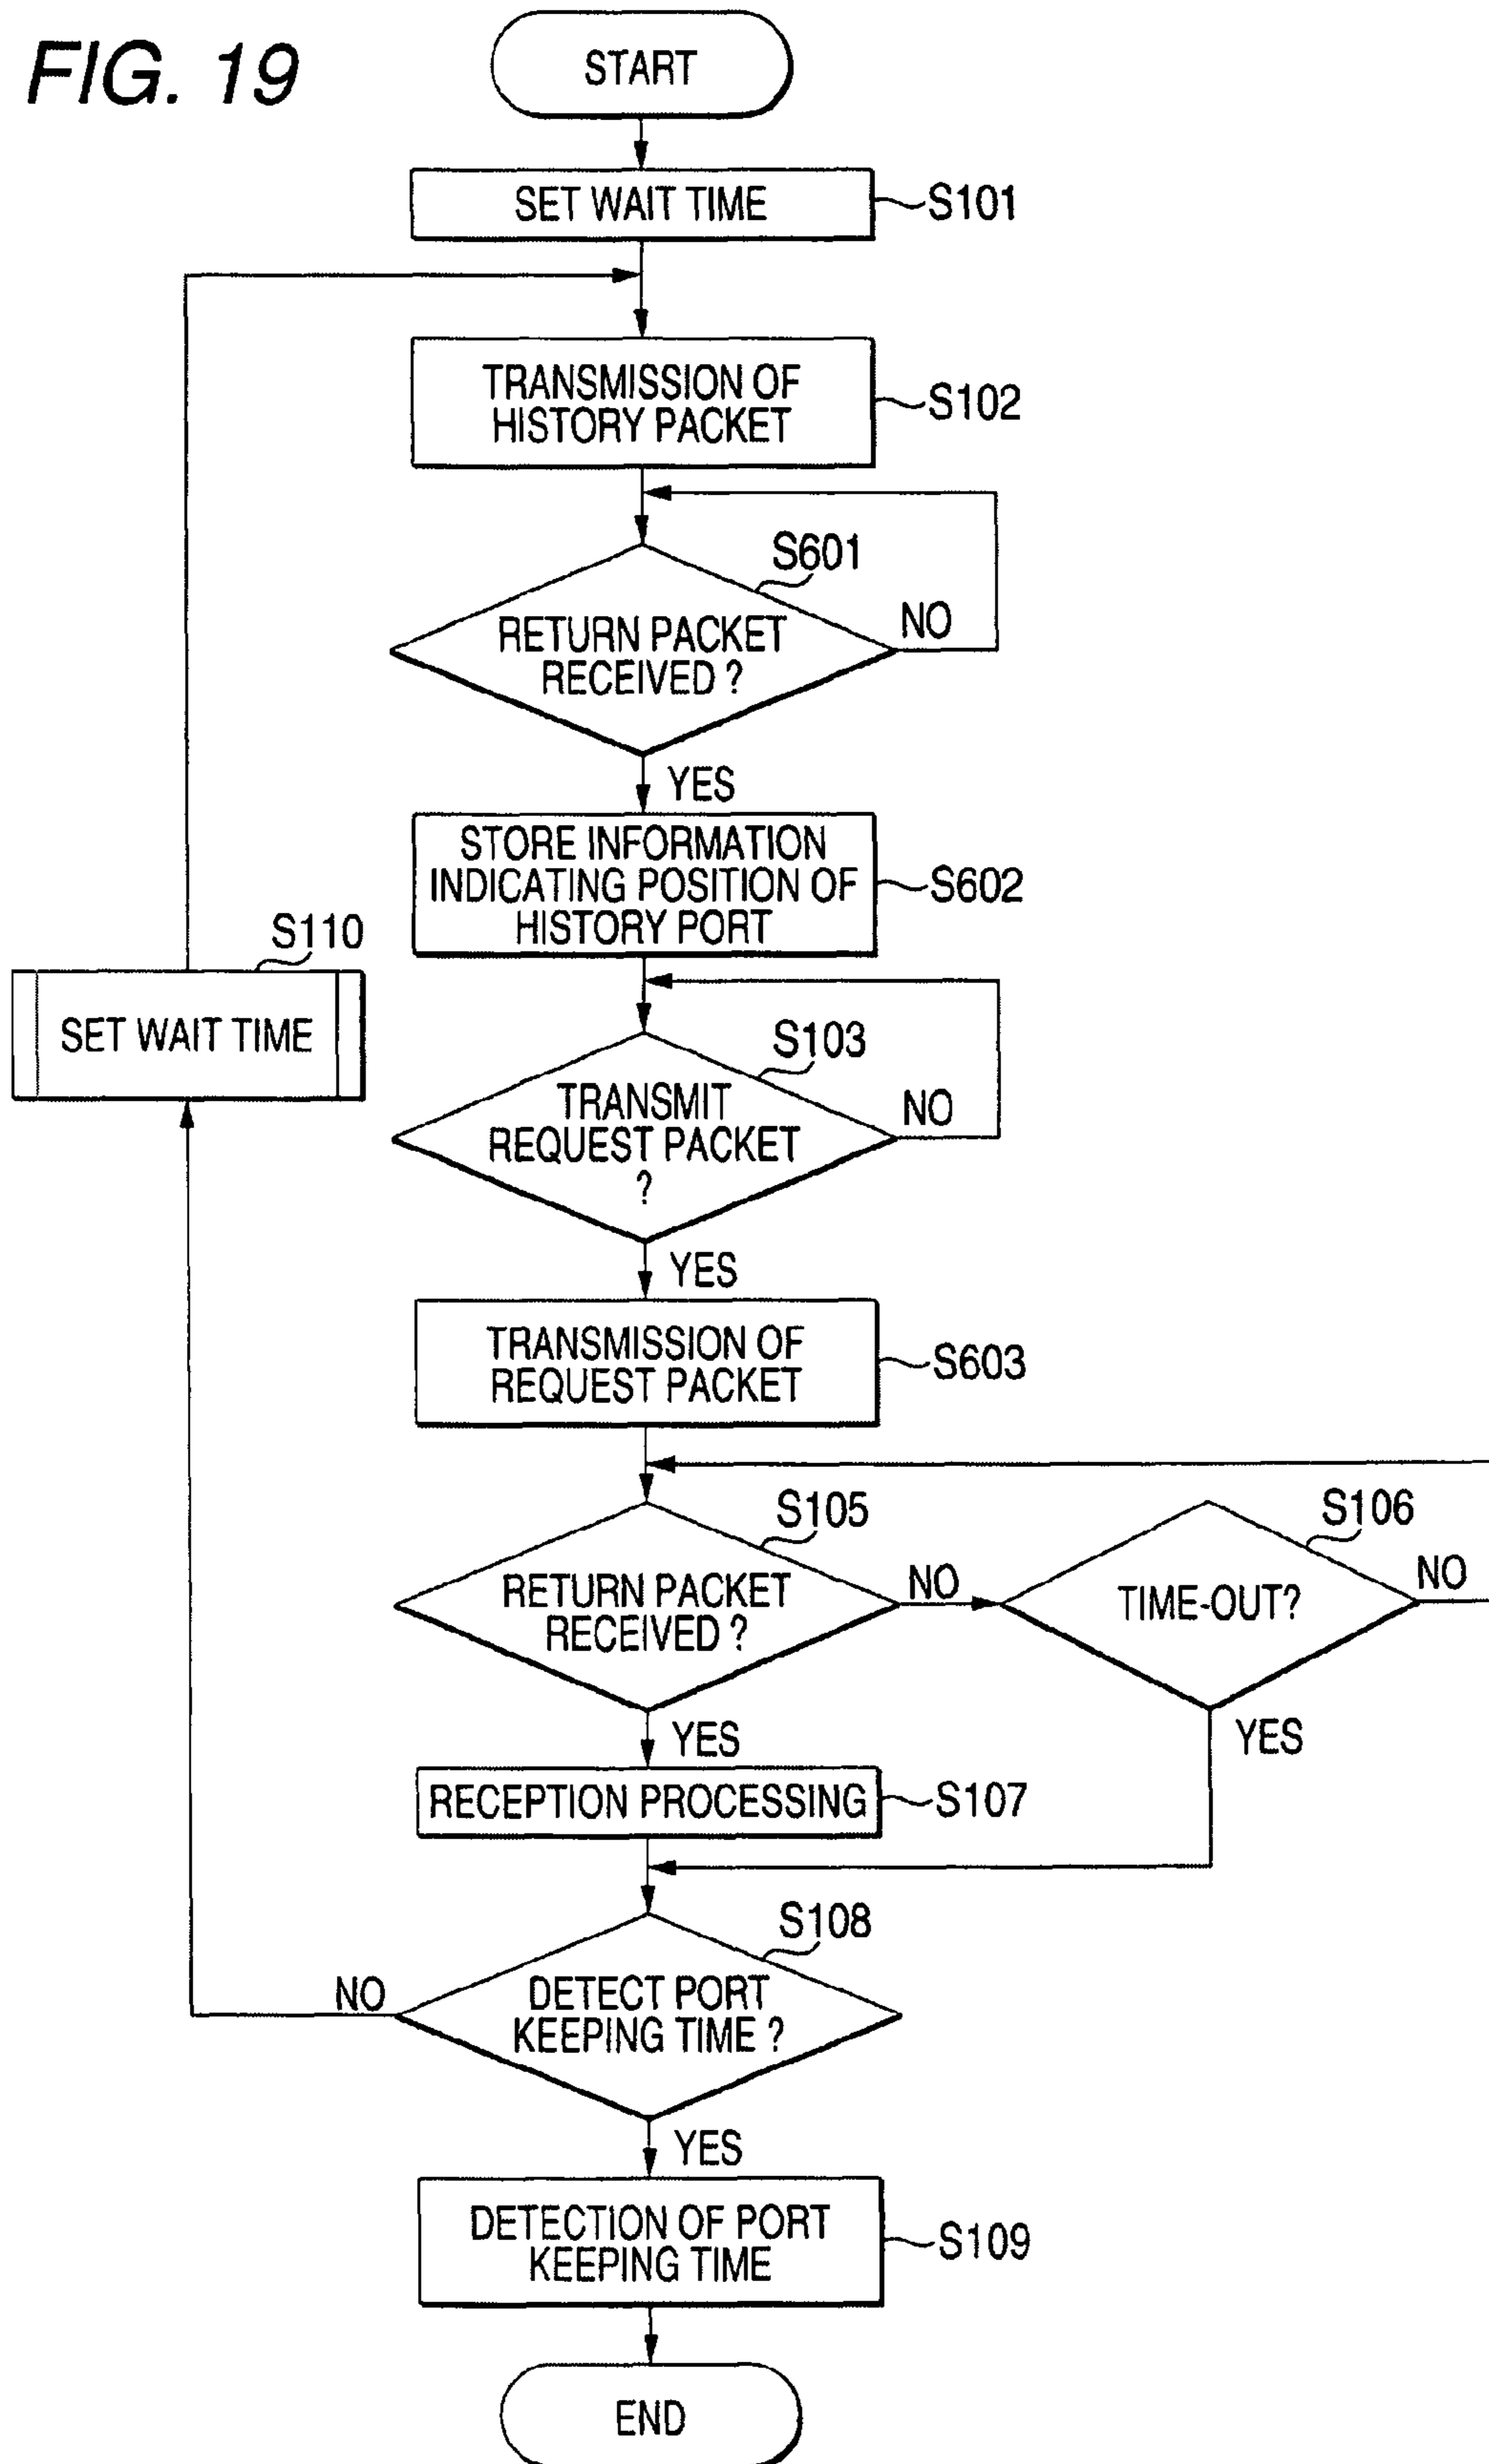 FIG. 19
START
SET WAIT TIME
S101
TRANSMISSION OF
HISTORY PACKET
S102
S601
RETURN PACKET
RECEIVED ?
NO
YES
STORE INFORMATION
INDICATING POSITION OF
HISTORY PORT
S602
S110
SET WAIT TIME
S103
TRANSMIT
REQUEST PACKET
?
NO
YES
TRANSMISSION OF
REQUEST PACKET
S603
S105
RETURN PACKET
RECEIVED ?
NO
S106
TIME-OUT?
NO
YES
YES
RECEPTION PROCESSING
S107
S108
DETECT PORT
KEEPING TIME ?
NO
YES
DETECTION OF PORT
KEEPING TIME
S109
END